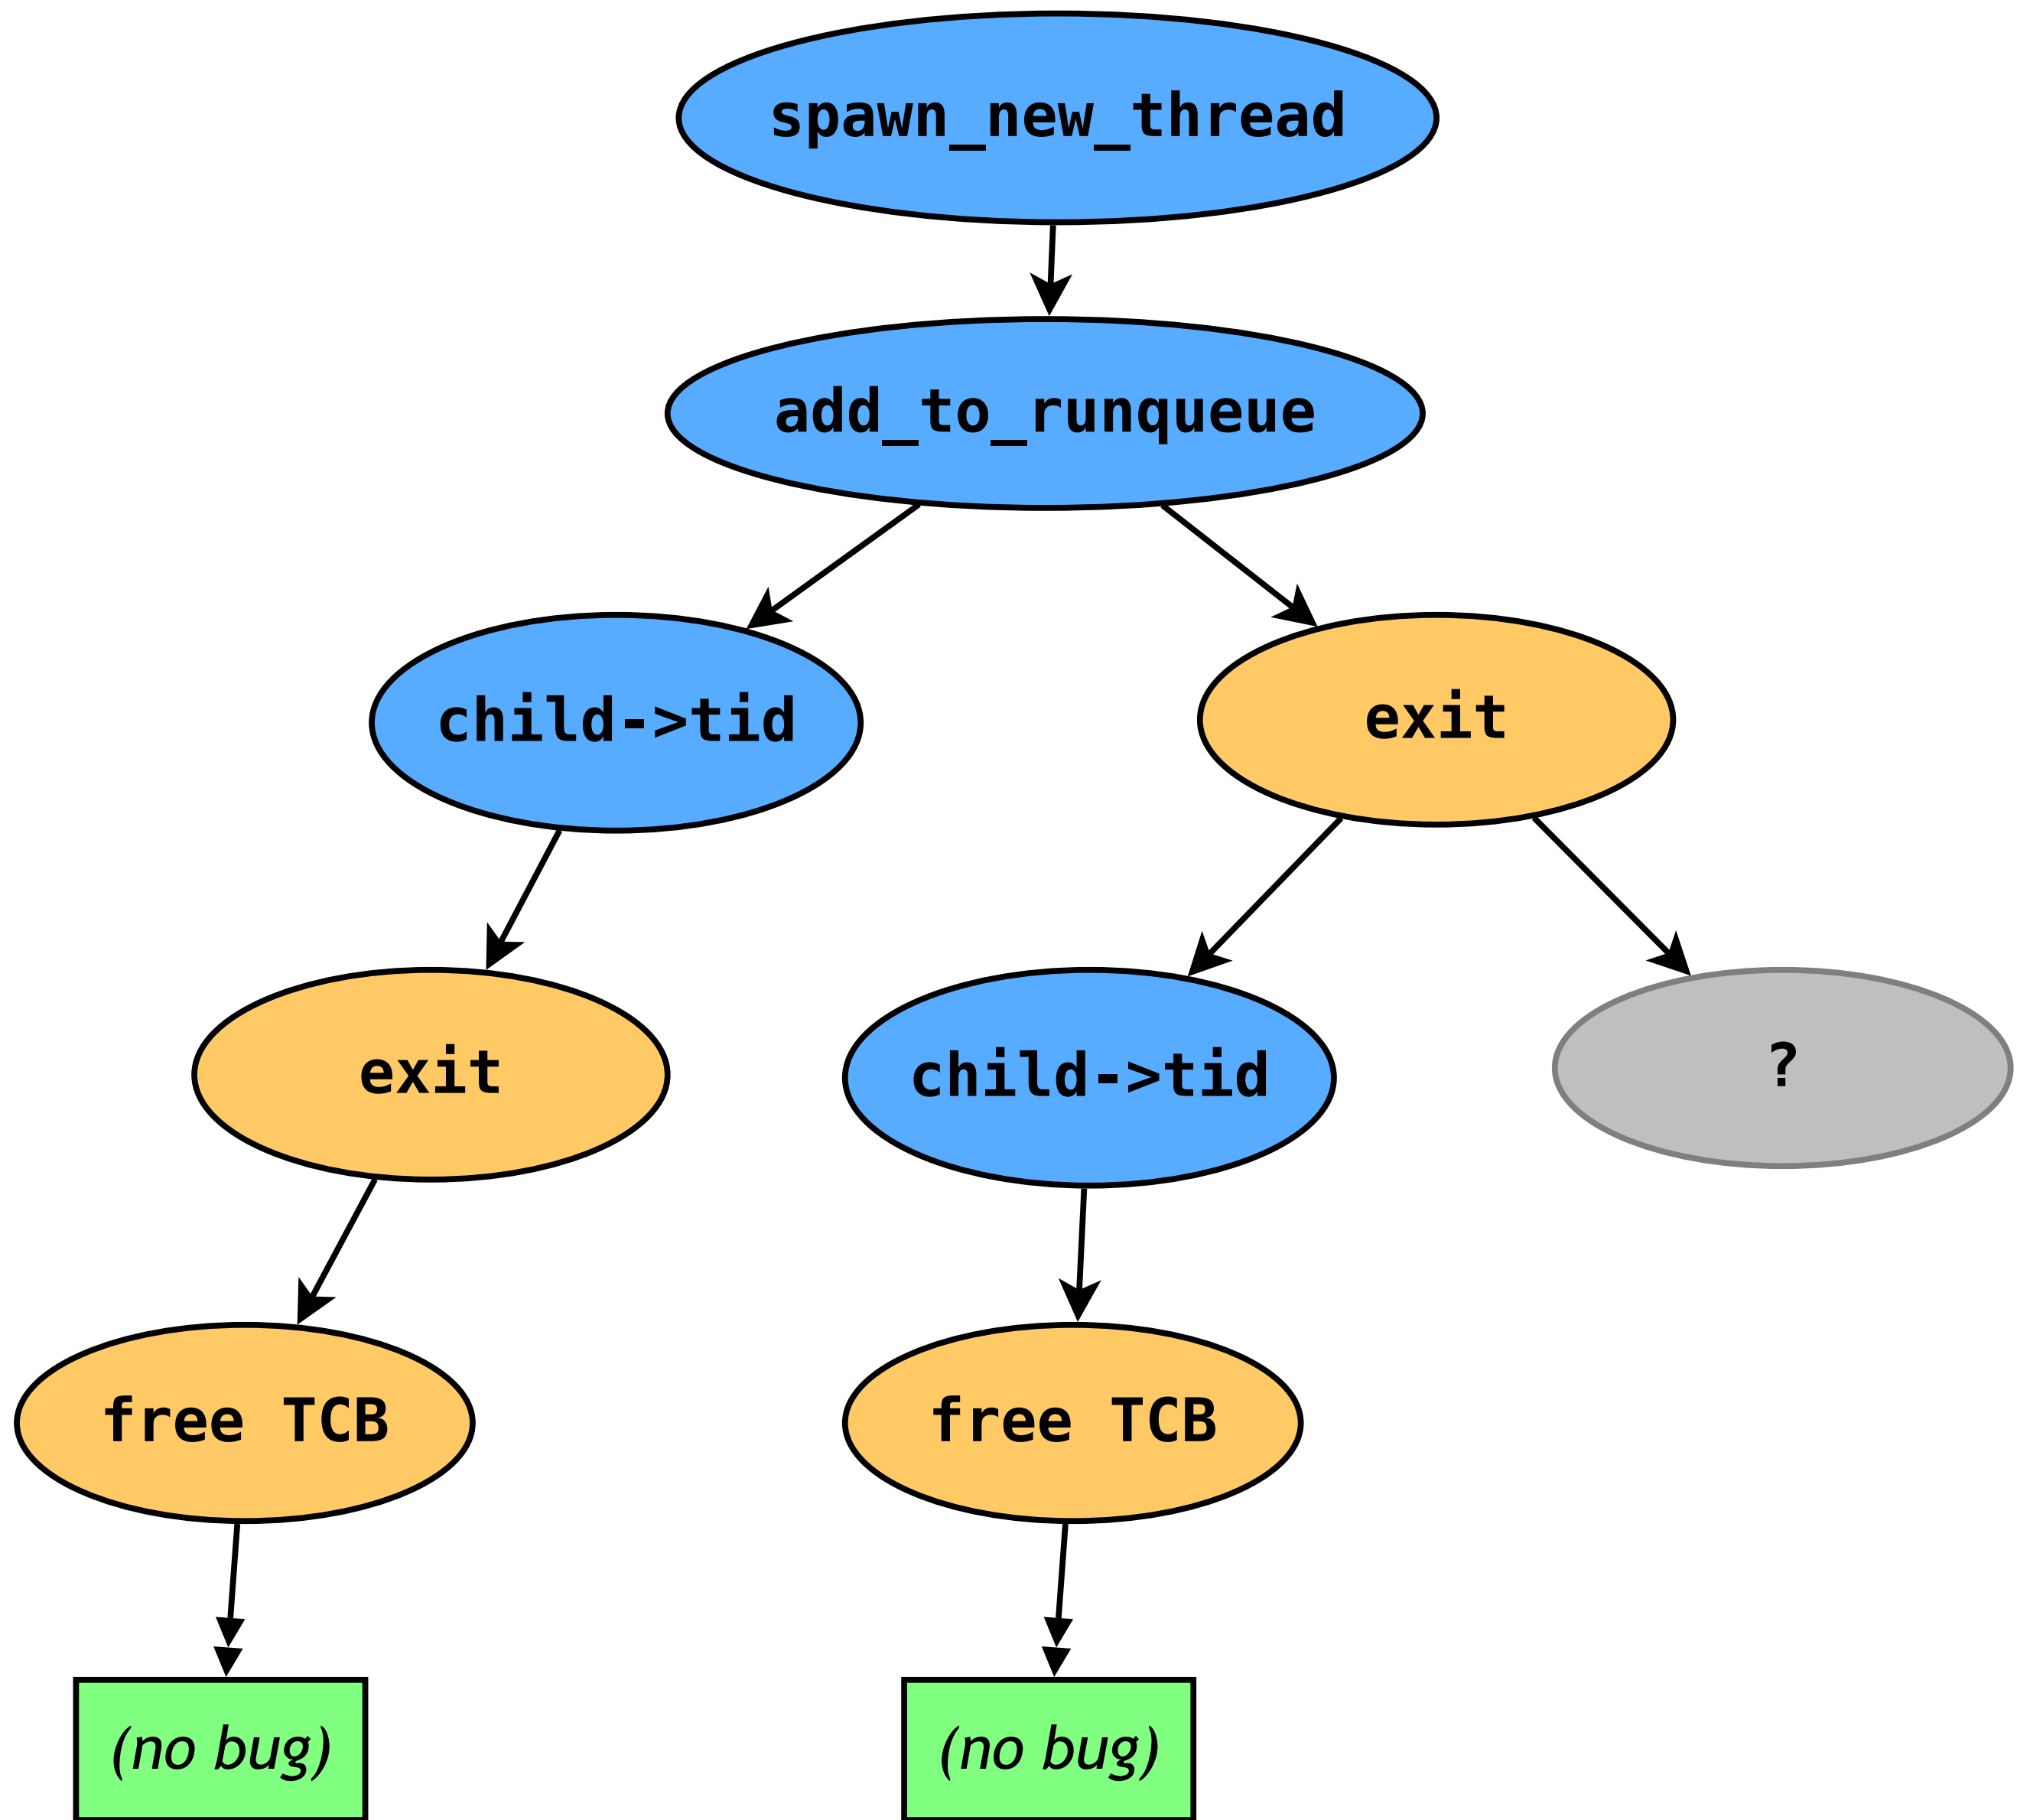 spawn_new_thread
add_to_runqueue
child->tid
exit
exit
child->tid
?
free TCB
free TCB
(no bug)
(no bug)